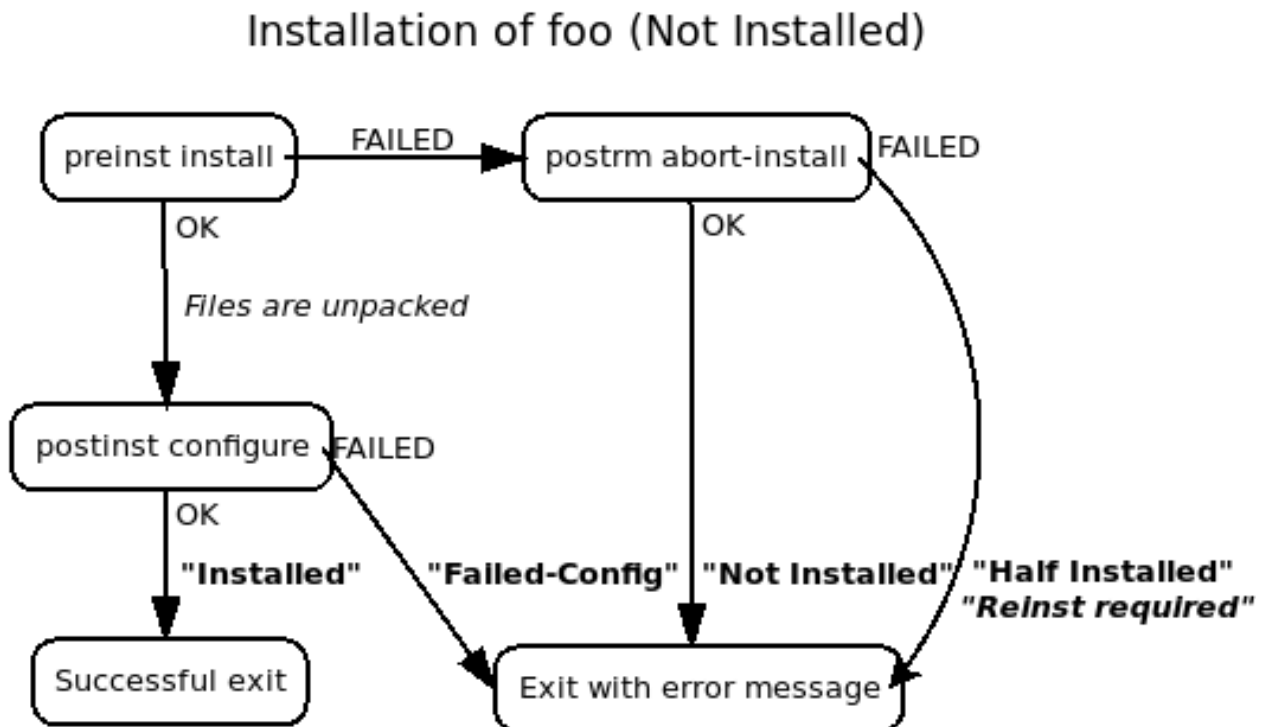 Installation of foo (Not Installed)
preinst install
FAILED
postrm abort-install
FAILED
OK
OK
Files are unpacked
postinst configure
FAILED
OK
"Installed"
"Failed-Config"
"Not Installed"
"Half Installed"
"Reinst required"
Successful exit
Exit with error message